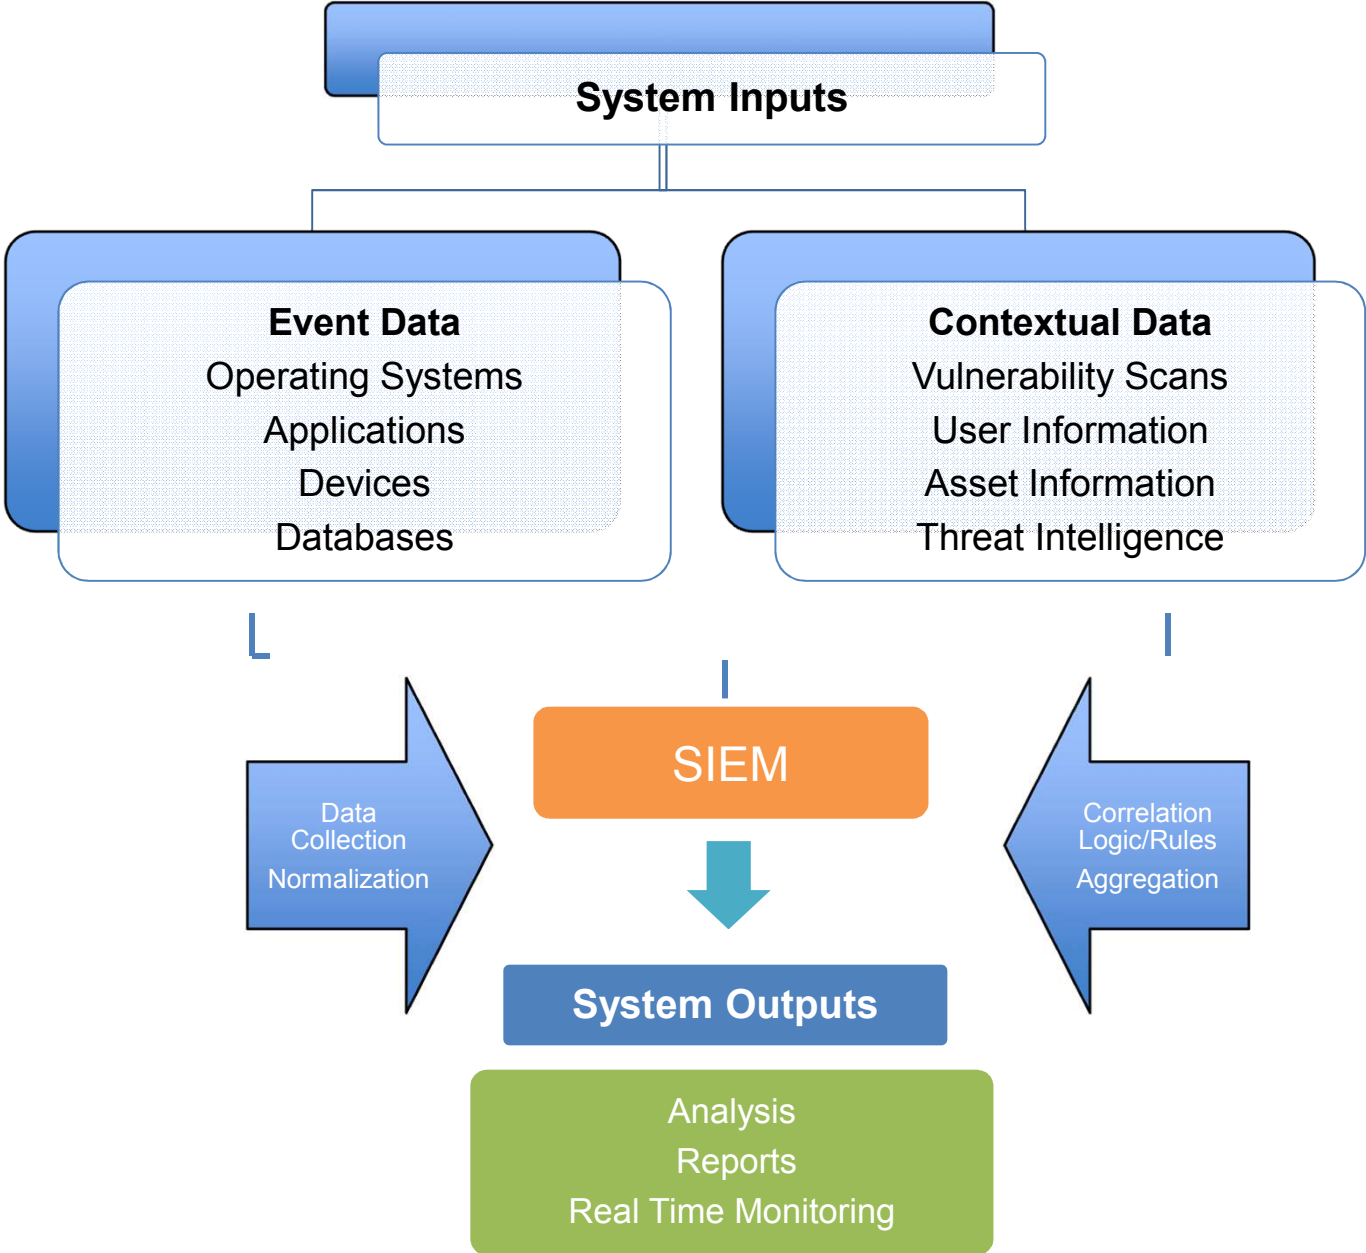 System Inputs
Event Data
Operating Systems
Applications
Devices
Databases
Contextual Data
Vulnerability Scans
User Information
Asset Information
Threat Intelligence
Data
Collection
Normalization
SIEM
Correlation
Logic/Rules
Aggregation
System Outputs
Analysis
Reports
Real Time Monitoring